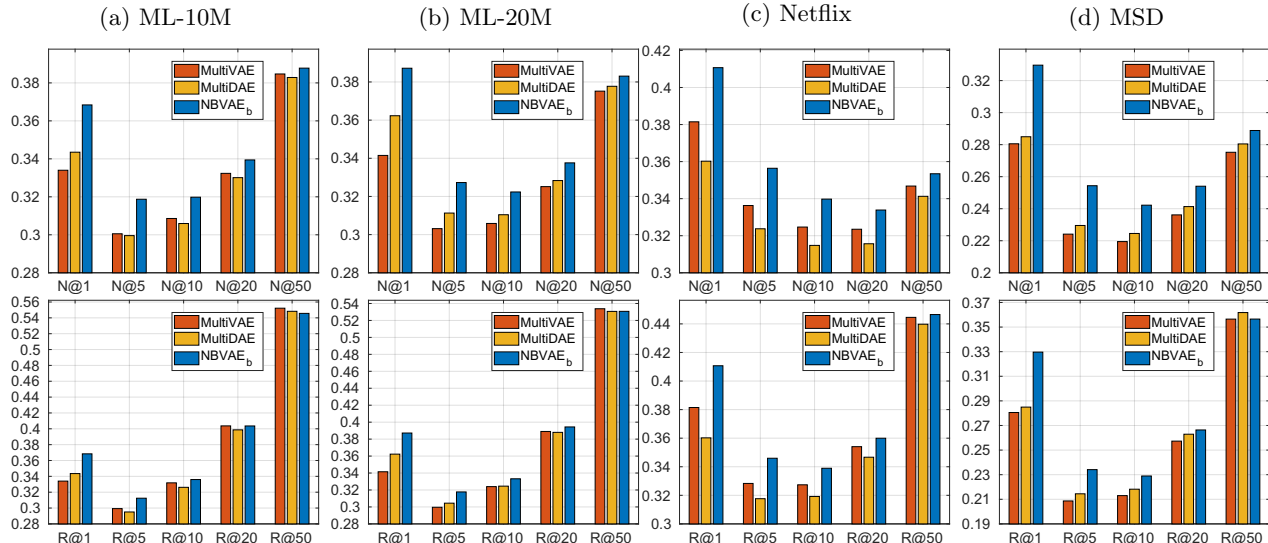 (a) ML-10M
(b) ML-20M
(c) Netflix
(d) MSD
0.38
0.36
0.34
0.32
0.3
0.28
MultiVAE
MultiDAE
NBVAE_b
N@1 N@5 N@10 N@20 N@50
0.38
0.36
0.34
0.32
0.3
0.28
MultiVAE
MultiDAE
NBVAE_b
N@1 N@5 N@10 N@20 N@50
0.42
0.4
0.38
0.36
0.34
0.32
0.3
MultiVAE
MultiDAE
NBVAE_b
N@1 N@5 N@10 N@20 N@50
0.32
0.3
0.28
0.26
0.24
0.22
0.2
MultiVAE
MultiDAE
NBVAE_b
N@1 N@5 N@10 N@20 N@50
0.56
0.54
0.52
0.5
0.48
0.46
0.44
0.42
0.4
0.38
0.36
0.34
0.32
0.3
0.28
MultiVAE
MultiDAE
NBVAE_b
R@1 R@5 R@10 R@20 R@50
0.54
0.52
0.5
0.48
0.46
0.44
0.42
0.4
0.38
0.36
0.34
0.32
0.3
0.28
MultiVAE
MultiDAE
NBVAE_b
R@1 R@5 R@10 R@20 R@50
0.44
0.42
0.4
0.38
0.36
0.34
0.32
0.3
MultiVAE
MultiDAE
NBVAE_b
R@1 R@5 R@10 R@20 R@50
0.37
0.35
0.33
0.31
0.29
0.27
0.25
0.23
0.21
0.19
MultiVAE
MultiDAE
NBVAE_b
R@1 R@5 R@10 R@20 R@50